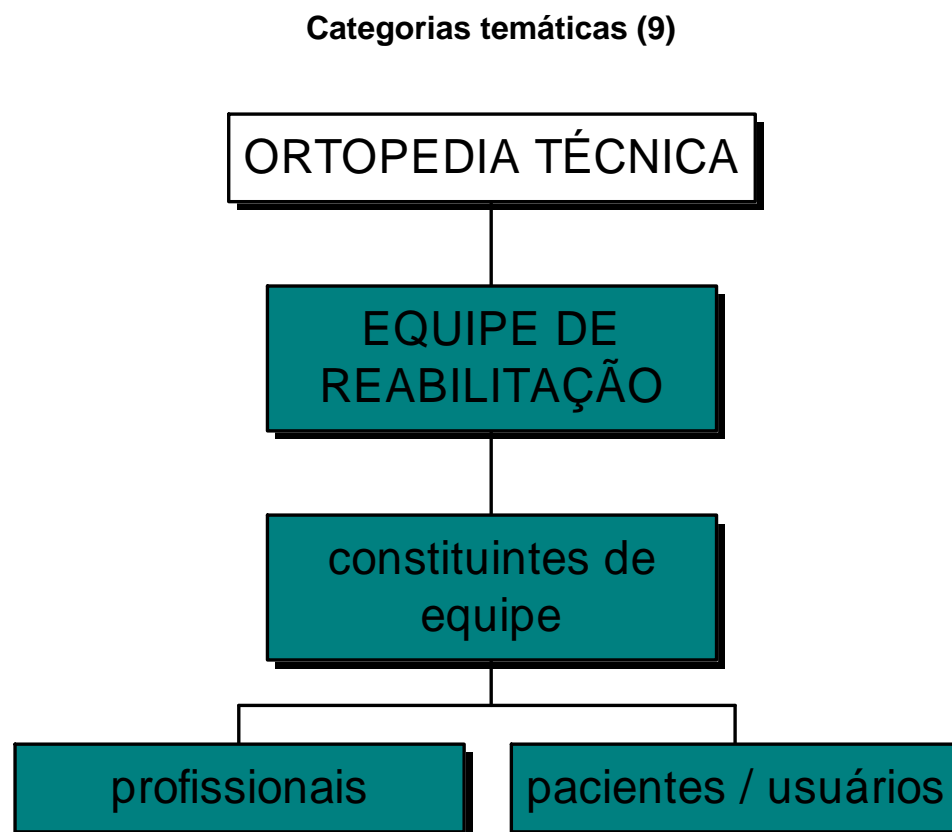 Categorias temáticas (9)
ORTOPEDIA TÉCNICA
EQUIPE DE
REABILITAÇÃO
constituintes de
equipe
profissionais
pacientes / usuários